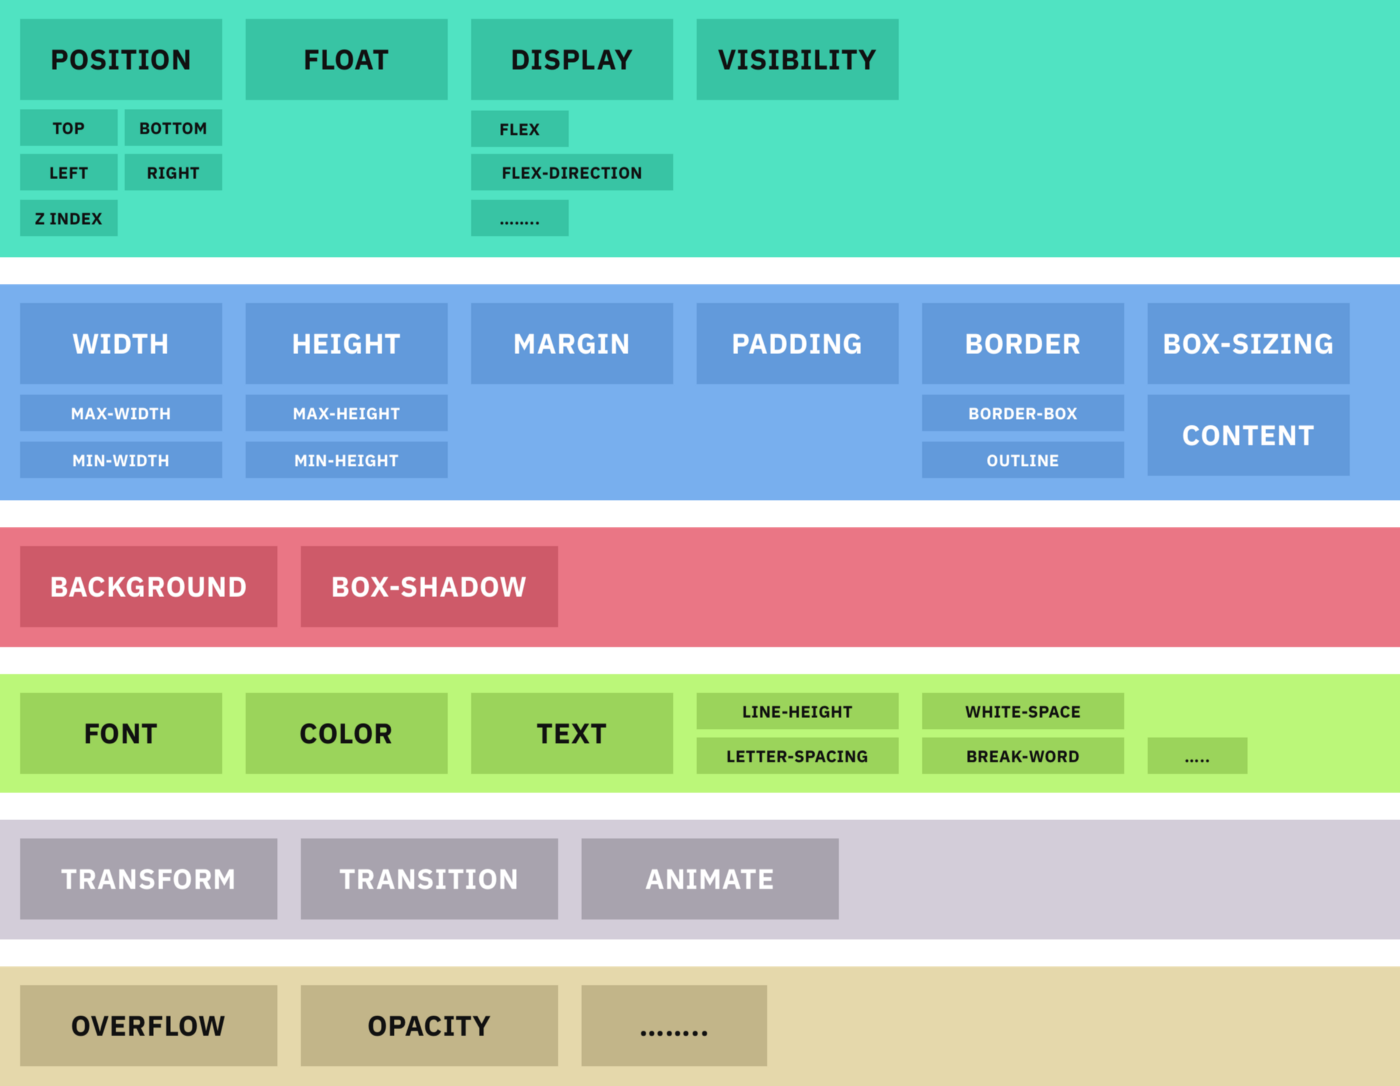 POSITION
FLOAT
DISPLAY
VISIBILITY
TOP
BOTTOM
FLEX
LEFT
RIGHT
FLEX-DIRECTION
Z INDEX
........
WIDTH
HEIGHT
MARGIN
PADDING
BORDER
BOX-SIZING
MAX-WIDTH
MAX-HEIGHT
BORDER-BOX
CONTENT
MIN-WIDTH
MIN-HEIGHT
OUTLINE
BACKGROUND
BOX-SHADOW
FONT
COLOR
TEXT
LINE-HEIGHT
WHITE-SPACE
LETTER-SPACING
BREAK-WORD
.....
TRANSFORM
TRANSITION
ANIMATE
OVERFLOW
OPACITY
........